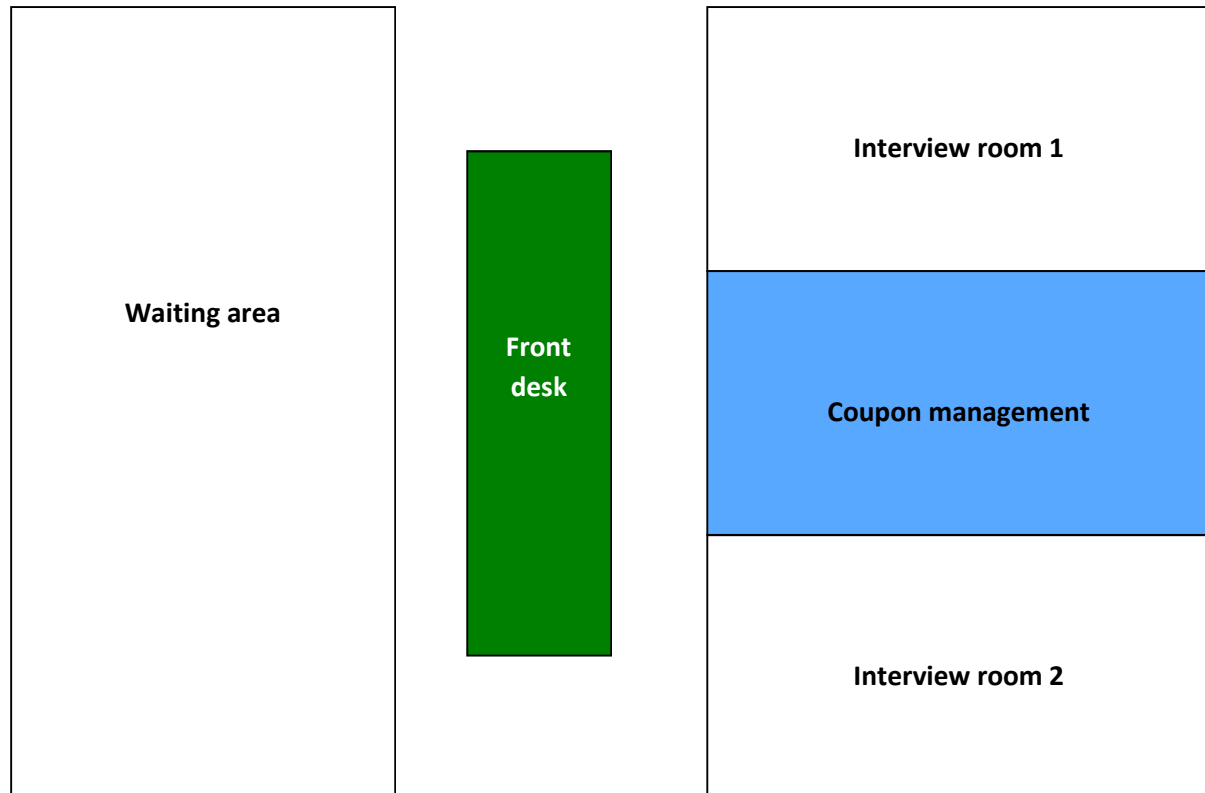 Waiting area
Front
desk
Interview room 1
Coupon management
Interview room 2